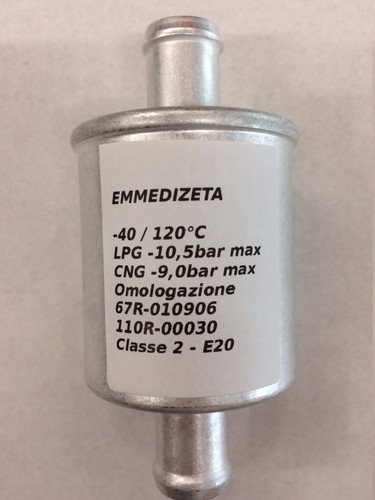 EMMEDIZETA
-40 / 120°C
LPG -10,5bar max
CNG -9,0bar max
Omologazione
67R-010906
110R-00030
Classe 2 - E20